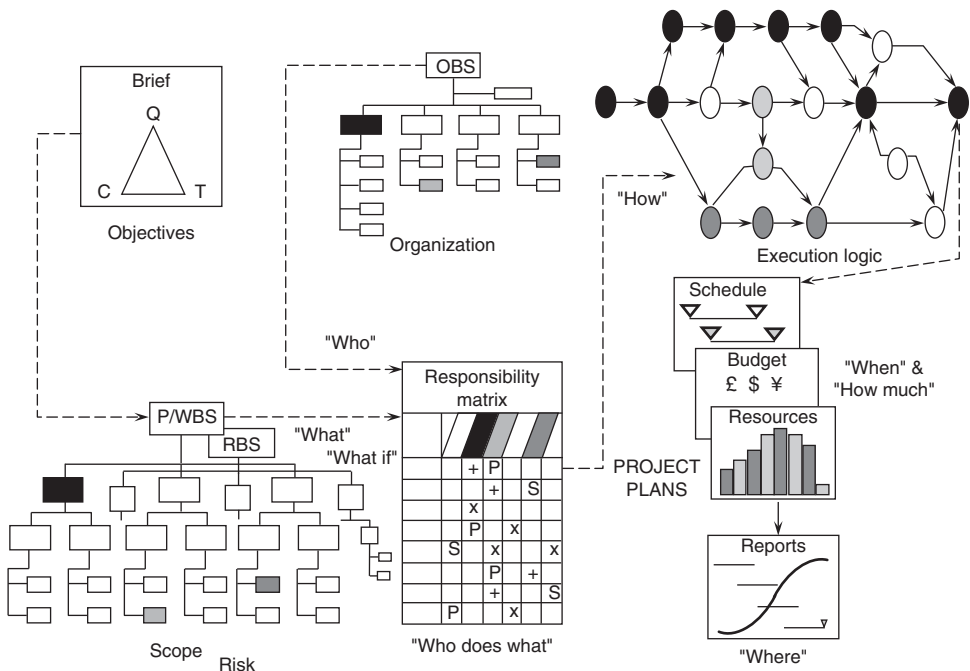 Brief
Q
C
T
Objectives
OBS
Organization
"How"
Execution logic
Schedule
Budget
£ $ ¥
Resources
"When" &
"How much"
PROJECT
PLANS
Reports
"Where"
"Who"
Responsibility
matrix
+ P
+ S
x
P x
S x x
P +
+ S
P x
"Who does what"
P/WBS
RBS
"What"
"What if"
Scope
Risk